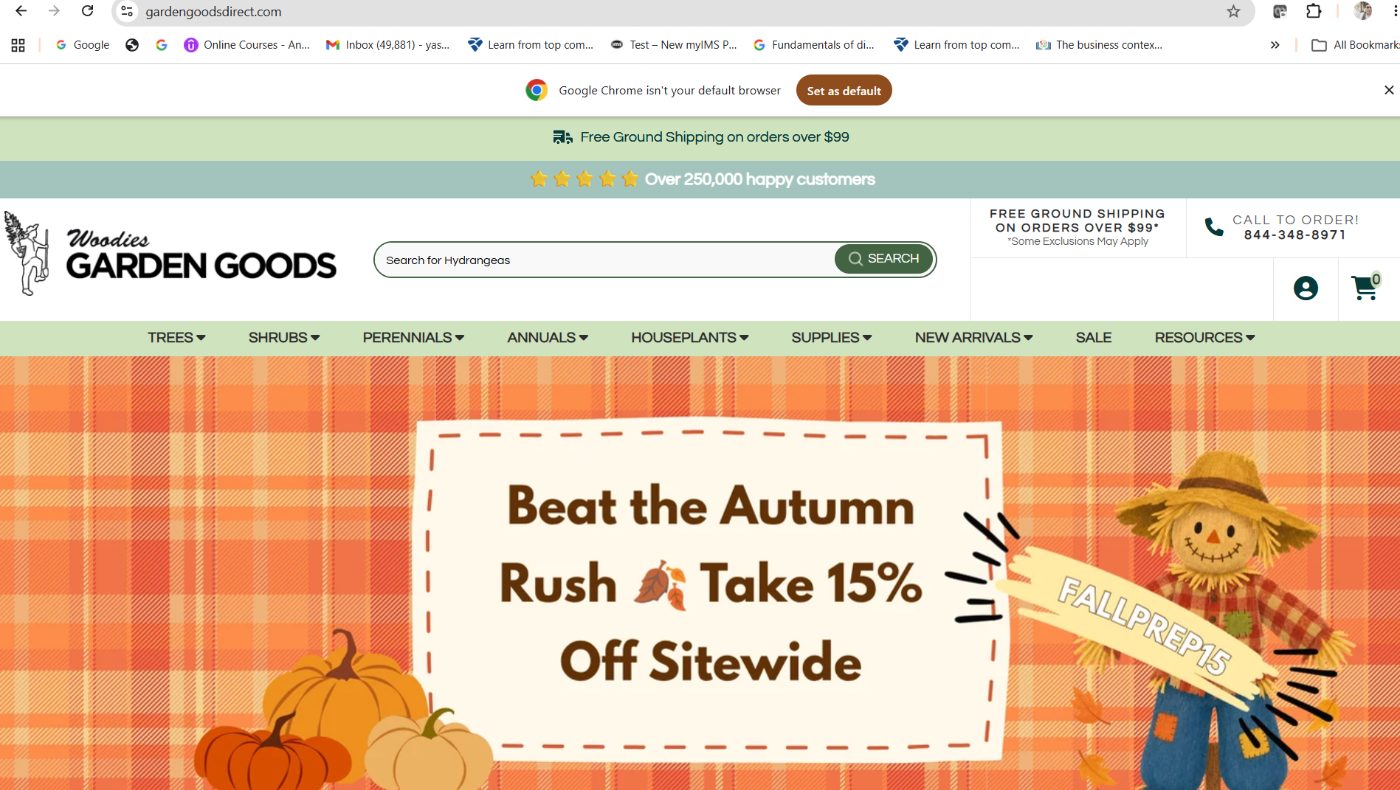 gardengoodsdirect.com
Google
Online Courses - An...
Inbox (49,881) - yas...
Learn from top com...
Test – New myIMS P...
Fundamentals of di...
Learn from top com...
The business contex...
»
All Bookmark
Google Chrome isn't your default browser
Set as default
Free Ground Shipping on orders over $99
Over 250,000 happy customers
Woodies
GARDEN GOODS
Search for Hydrangeas
SEARCH
FREE GROUND SHIPPING
ON ORDERS OVER $99*
*Some Exclusions May Apply
CALL TO ORDER!
844-348-8971
0
TREES
SHRUBS
PERENNIALS
ANNUALS
HOUSEPLANTS
SUPPLIES
NEW ARRIVALS
SALE
RESOURCES
Beat the Autumn
Rush 🍂 Take 15%
Off Sitewide
FALLPREP15